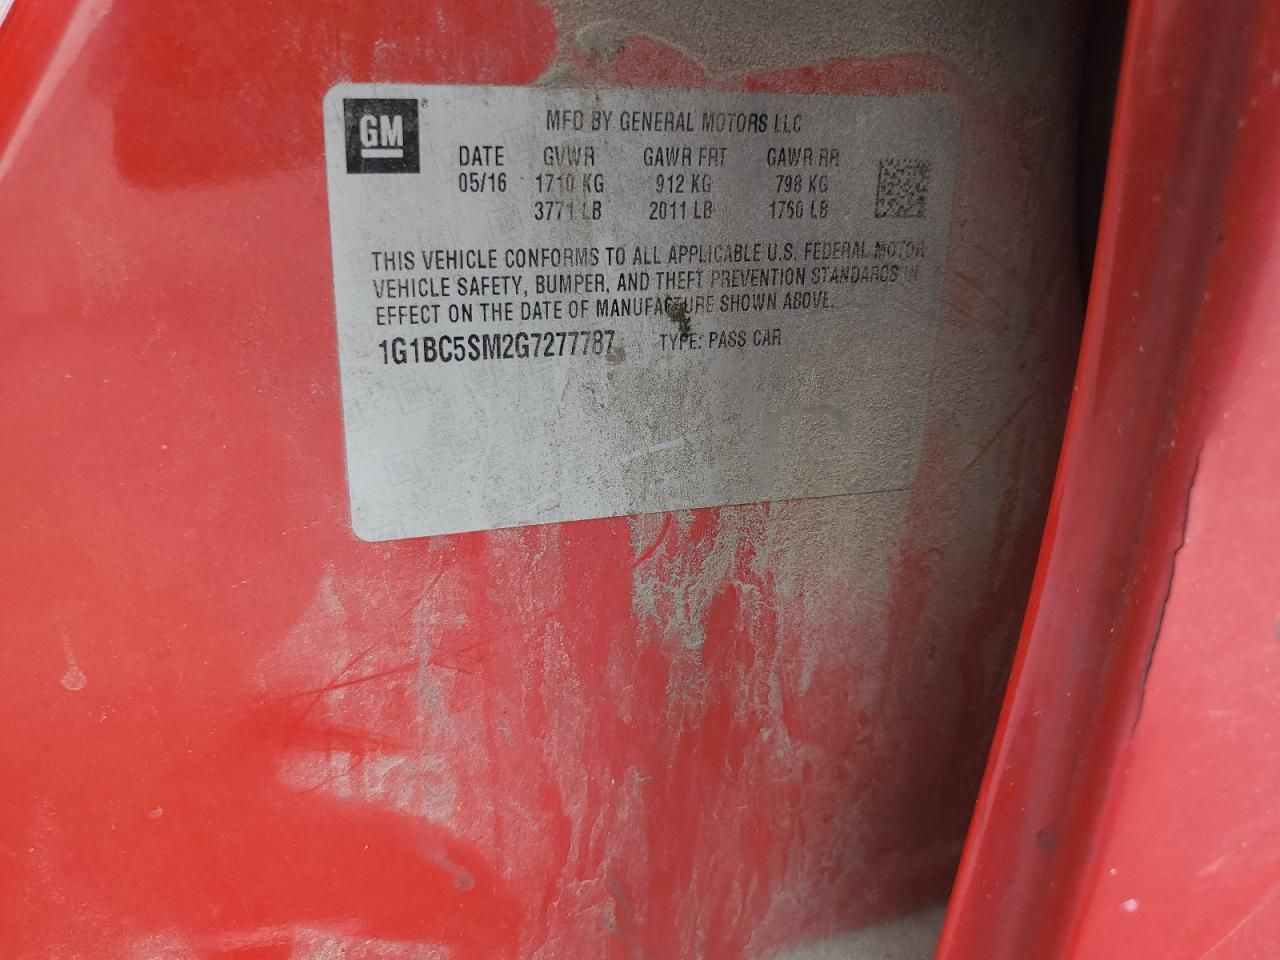 GM
MFD BY GENERAL MOTORS LLC
DATE GVWR GAWR FRT GAWR RR
05/16 1710 KG 912 KG 798 KG
3771 LB 2011 LB 1760 LB
THIS VEHICLE CONFORMS TO ALL APPLICABLE U.S. FEDERAL MOTOR
VEHICLE SAFETY, BUMPER, AND THEFT PREVENTION STANDARDS IN
EFFECT ON THE DATE OF MANUFACTURE SHOWN ABOVE.
1G1BC5SM2G7277787 TYPE: PASS CAR